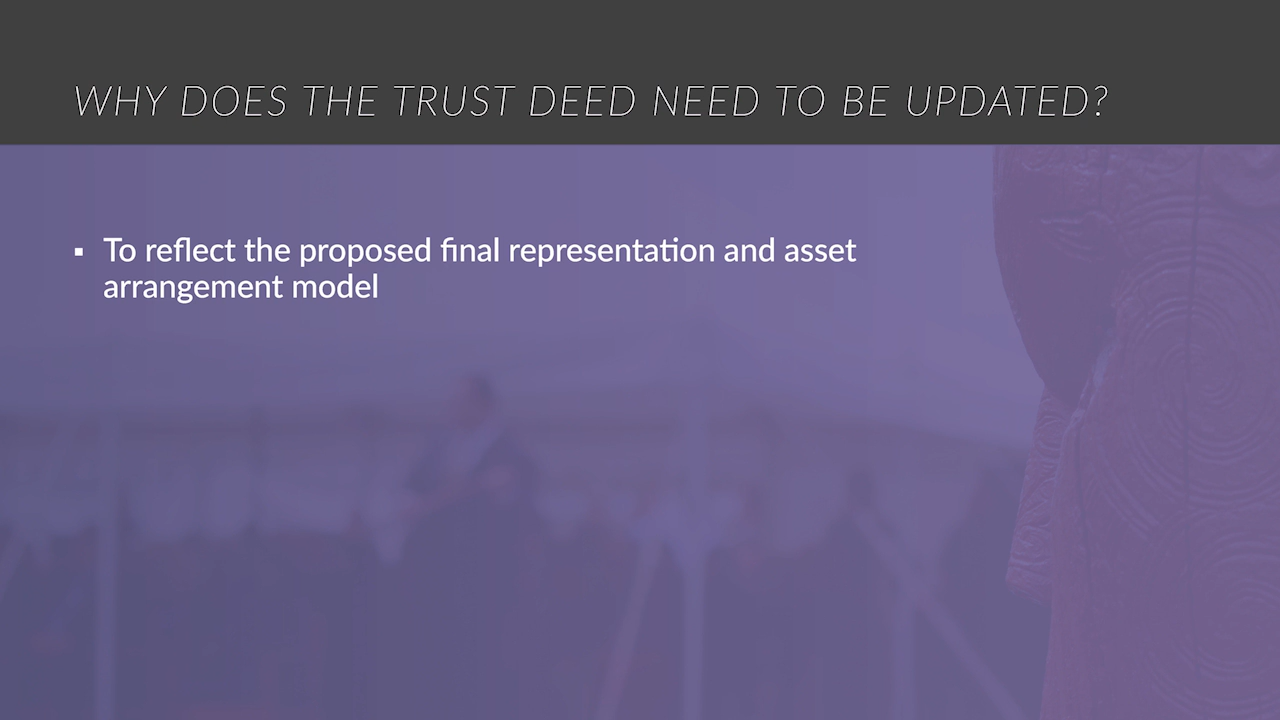 WHY DOES THE TRUST DEED NEED TO BE UPDATED?
▪ To reflect the proposed final representation and asset
arrangement model